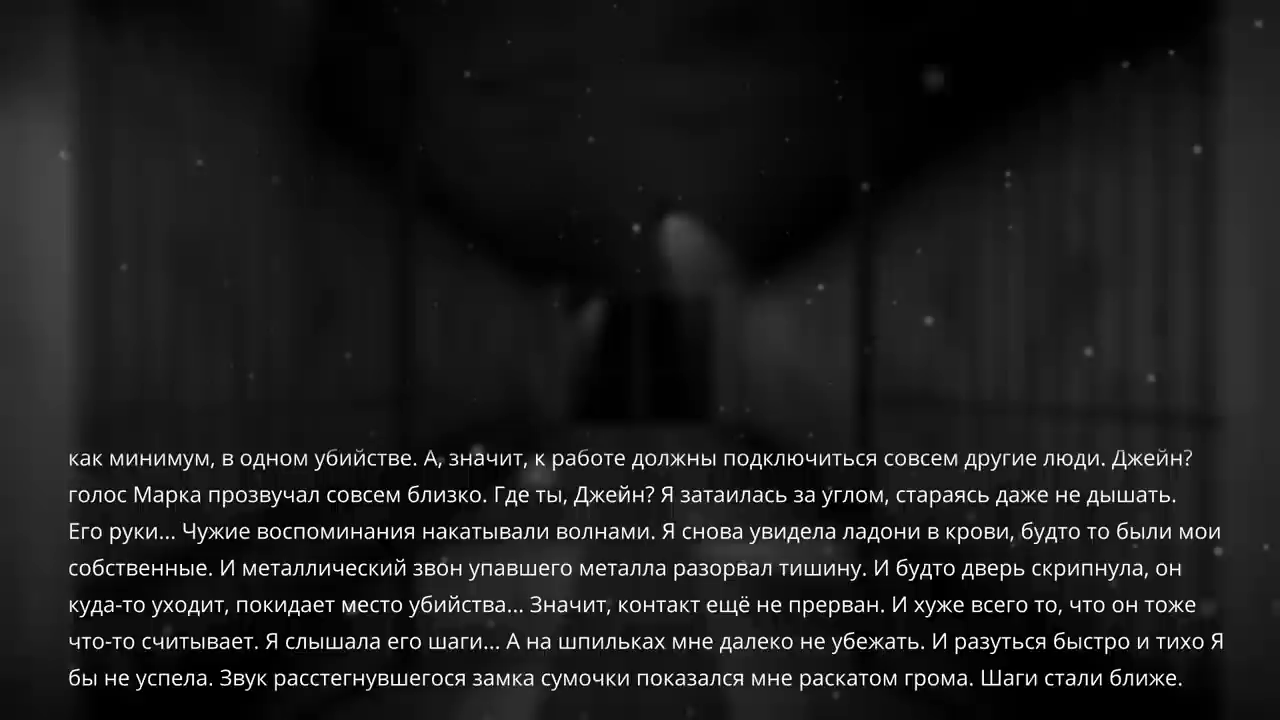 как минимум, в одном убийстве. А, значит, к работе должны подключиться совсем другие люди. Джейн?
голос Марка прозвучал совсем близко. Где ты, Джейн? Я затаилась за углом, стараясь даже не дышать.
Его руки... Чужие воспоминания накатывали волнами. Я снова увидела ладони в крови, будто то были мои
собственные. И металлический звон упавшего металла разорвал тишину. И будто дверь скрипнула, он
куда-то уходит, покидает место убийства... Значит, контакт ещё не прерван. И хуже всего то, что он тоже
что-то считывает. Я слышала его шаги... А на шпильках мне далеко не убежать. И разуться быстро и тихо Я
бы не успела. Звук расстегнувшегося замка сумочки показался мне раскатом грома. Шаги стали ближе.